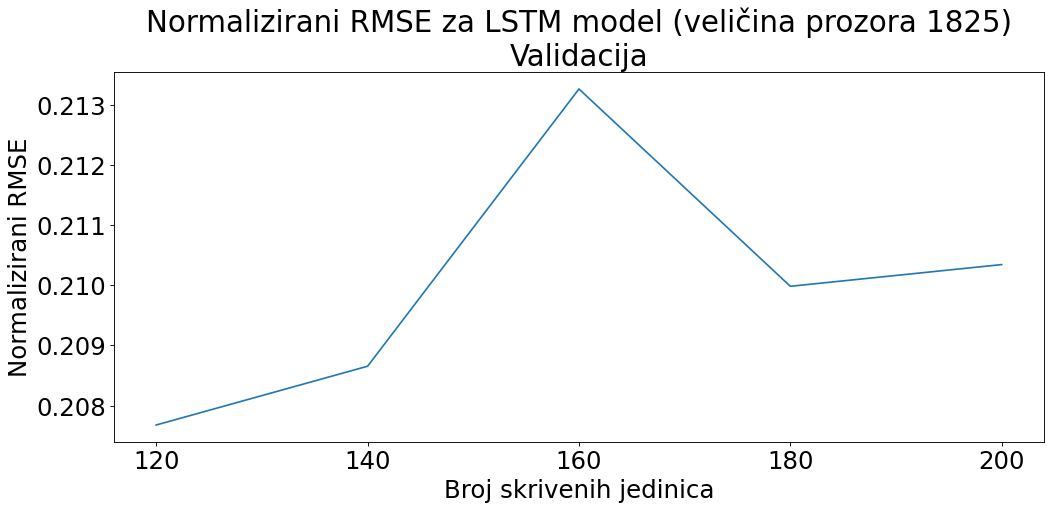 Normalizirani RMSE za LSTM model (veličina prozora 1825)
Validacija
Normalizirani RMSE
0.213
0.212
0.211
0.210
0.209
0.208
120 140 160 180 200
Broj skrivenih jedinica